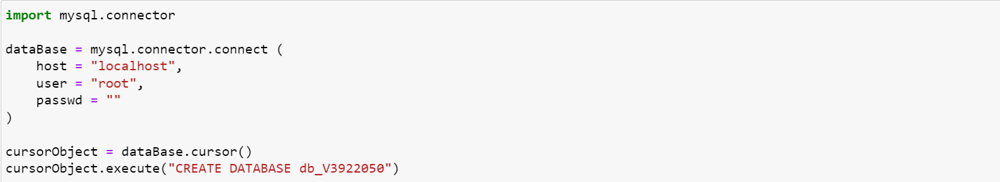 import mysql.connector
dataBase = mysql.connector.connect (
    host = "localhost",
    user = "root",
    passwd = ""
)
cursorObject = dataBase.cursor()
cursorObject.execute("CREATE DATABASE db_V3922050")